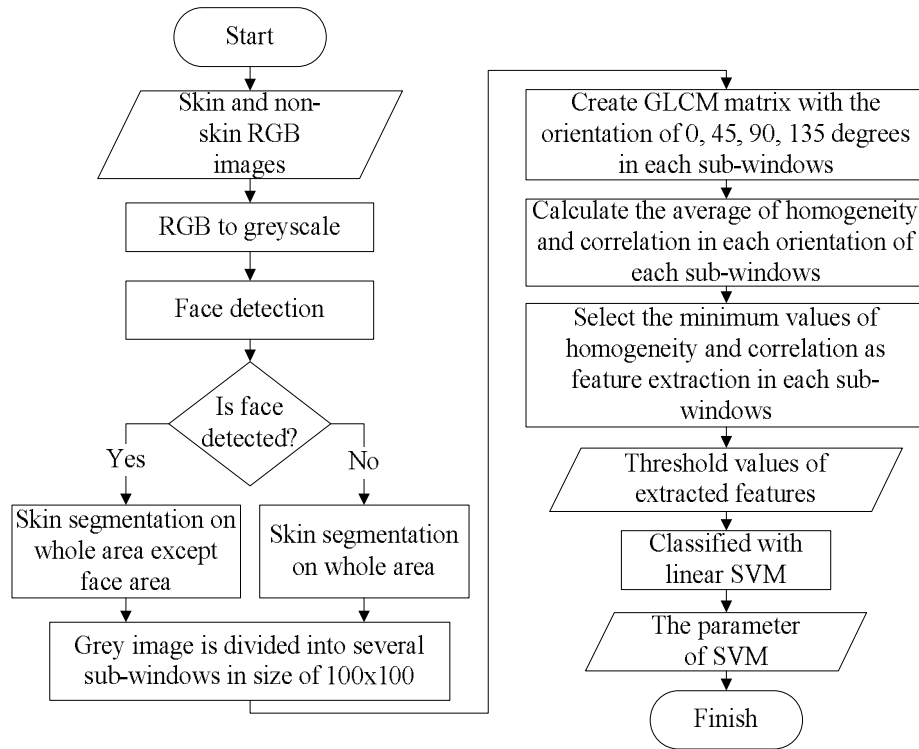 Start
Skin and non-
skin RGB
images
RGB to greyscale
Face detection
Is face
detected?
Yes
No
Skin segmentation on
whole area except
face area
Skin segmentation
on whole area
Grey image is divided into several
sub-windows in size of 100x100
Create GLCM matrix with the
orientation of 0, 45, 90, 135 degrees
in each sub-windows
Calculate the average of homogeneity
and correlation in each orientation of
each sub-windows
Select the minimum values of
homogeneity and correlation as
feature extraction in each sub-
windows
Threshold values of
extracted features
Classified with
linear SVM
The parameter
of SVM
Finish